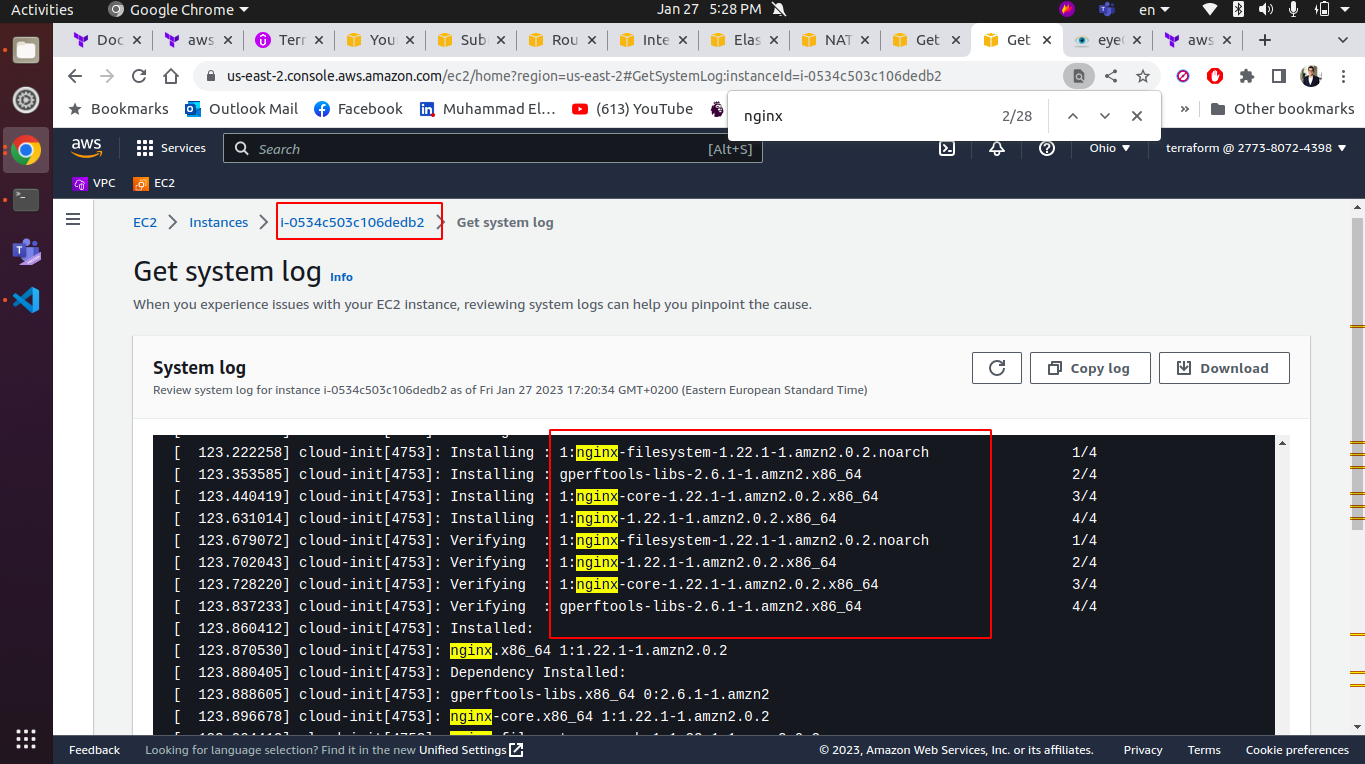 Activities Google Chrome Jan 27 5:28 PM en
Doc aws Terr You Sub Rou Inte Elas NAT Get Get eye aws
us-east-2.console.aws.amazon.com/ec2/home?region=us-east-2#GetSystemLog:instanceId=i-0534c503c106dedb2
Bookmarks Outlook Mail Facebook Muhammad El… (613) YouTube » Other bookmarks
nginx 2/28
aws Services Search [Alt+S] Ohio terraform @ 2773-8072-4398
VPC EC2
EC2 Instances i-0534c503c106dedb2 Get system log
Get system log Info
When you experience issues with your EC2 instance, reviewing system logs can help you pinpoint the cause.
System log
Review system log for instance i-0534c503c106dedb2 as of Fri Jan 27 2023 17:20:34 GMT+0200 (Eastern European Standard Time)
Copy log Download
[  123.222258] cloud-init[4753]: Installing : 1:nginx-filesystem-1.22.1-1.amzn2.0.2.noarch 1/4
[  123.353585] cloud-init[4753]: Installing : gperftools-libs-2.6.1-1.amzn2.x86_64 2/4
[  123.440419] cloud-init[4753]: Installing : 1:nginx-core-1.22.1-1.amzn2.0.2.x86_64 3/4
[  123.631014] cloud-init[4753]: Installing : 1:nginx-1.22.1-1.amzn2.0.2.x86_64 4/4
[  123.679072] cloud-init[4753]: Verifying  : 1:nginx-filesystem-1.22.1-1.amzn2.0.2.noarch 1/4
[  123.702043] cloud-init[4753]: Verifying  : 1:nginx-1.22.1-1.amzn2.0.2.x86_64 2/4
[  123.728220] cloud-init[4753]: Verifying  : 1:nginx-core-1.22.1-1.amzn2.0.2.x86_64 3/4
[  123.837233] cloud-init[4753]: Verifying  : gperftools-libs-2.6.1-1.amzn2.x86_64 4/4
[  123.860412] cloud-init[4753]: Installed:
[  123.870530] cloud-init[4753]: nginx.x86_64 1:1.22.1-1.amzn2.0.2
[  123.880405] cloud-init[4753]: Dependency Installed:
[  123.888605] cloud-init[4753]: gperftools-libs.x86_64 0:2.6.1-1.amzn2
[  123.896678] cloud-init[4753]: nginx-core.x86_64 1:1.22.1-1.amzn2.0.2
Feedback Looking for language selection? Find it in the new Unified Settings © 2023, Amazon Web Services, Inc. or its affiliates. Privacy Terms Cookie preferences